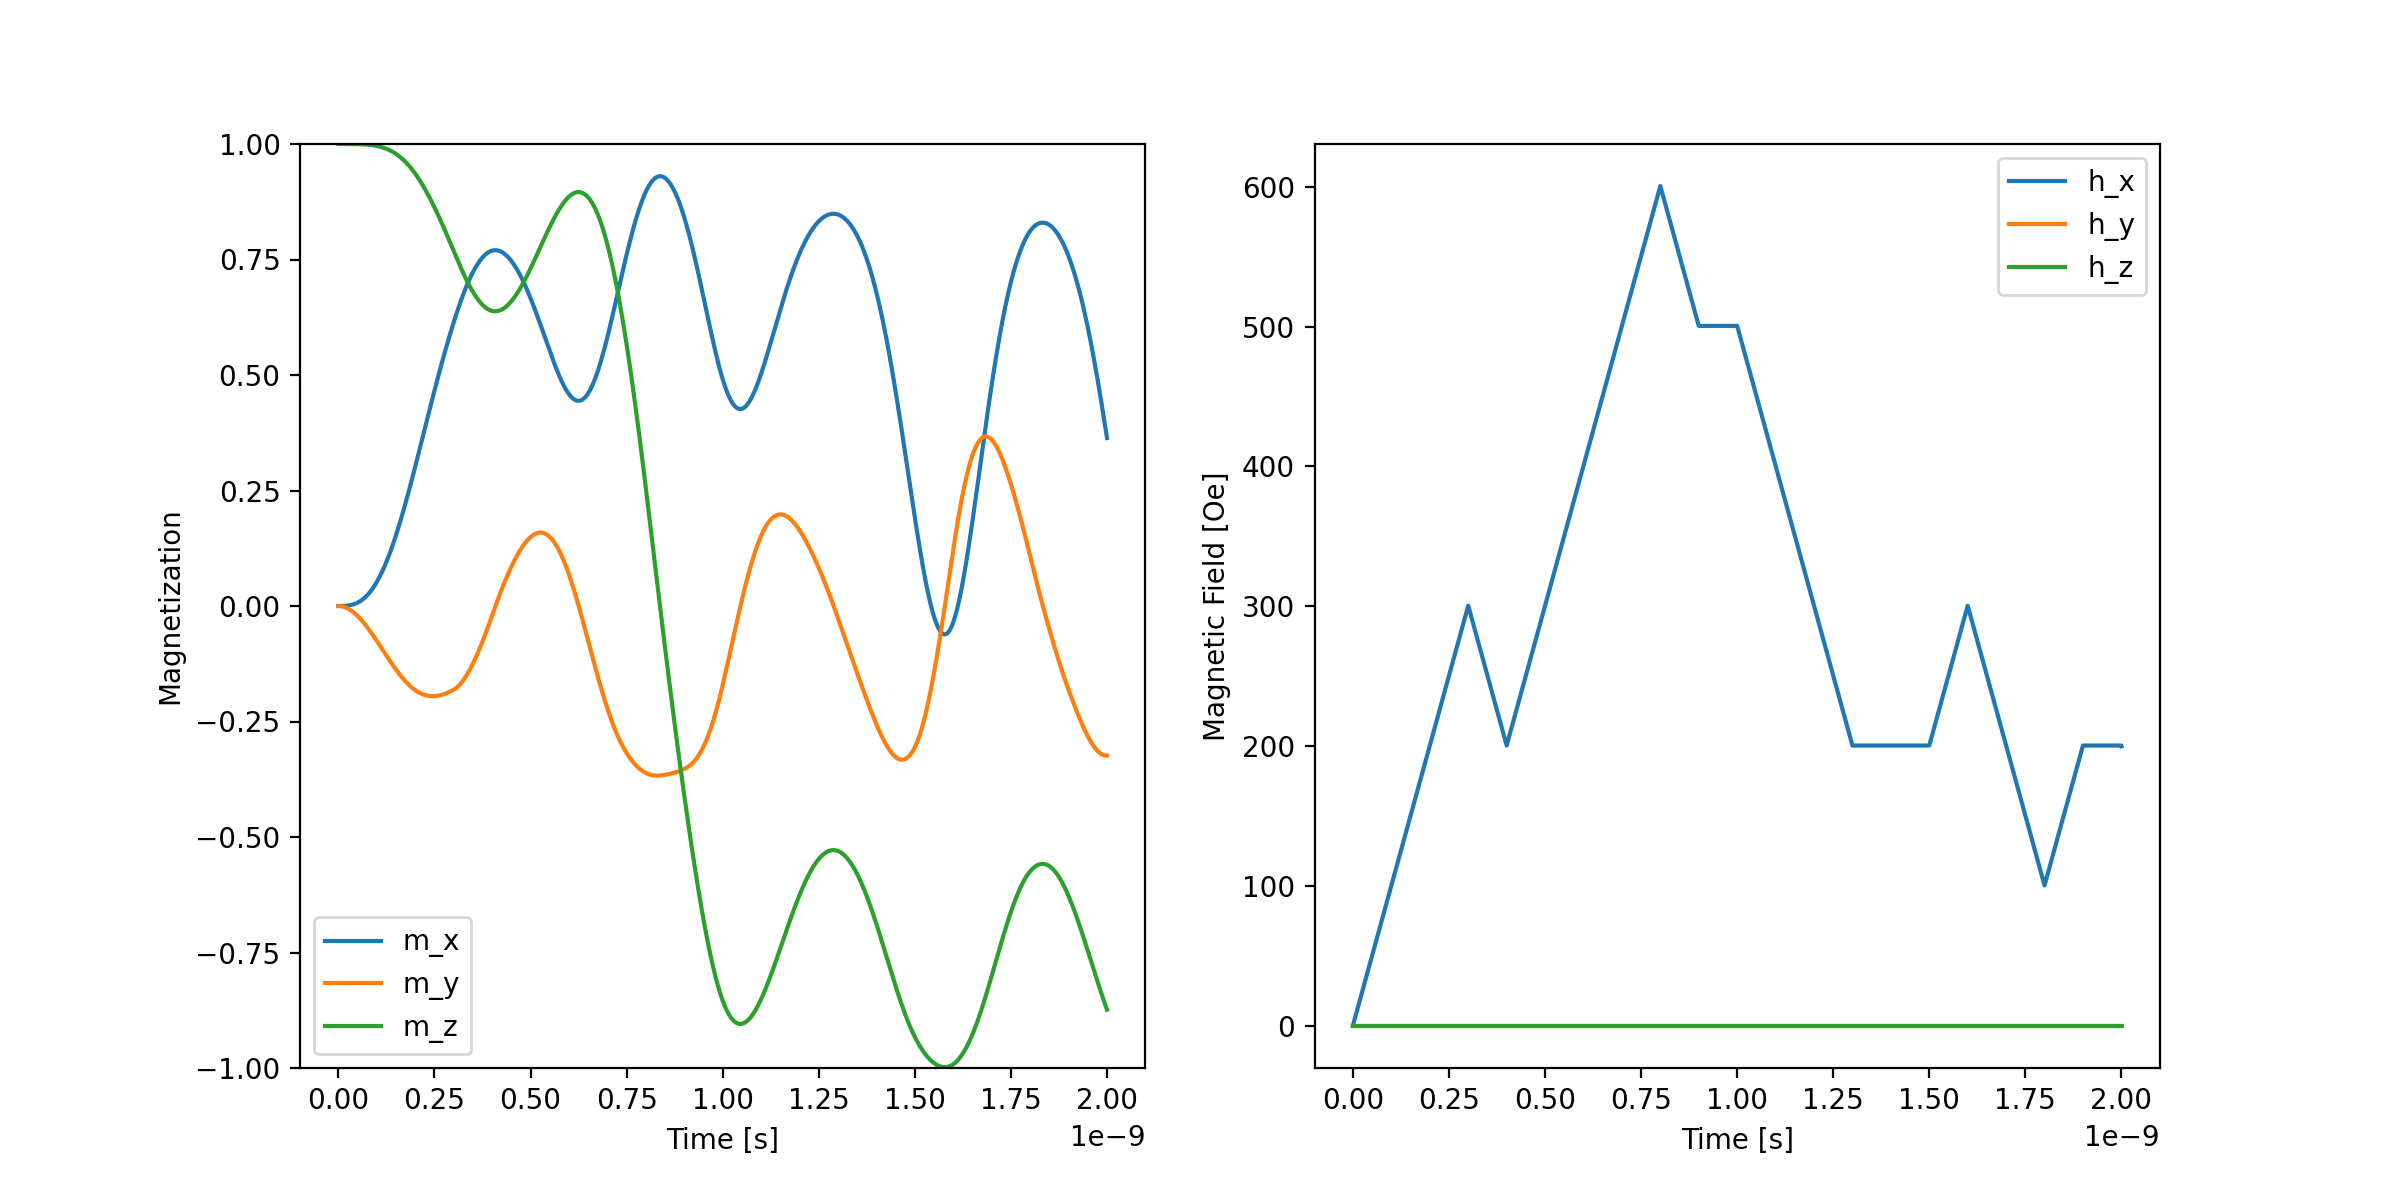 1.00
0.75
0.50
0.25
0.00
−0.25
−0.50
−0.75
−1.00
Magnetization
m_x
m_y
m_z
0.00 0.25 0.50 0.75 1.00 1.25 1.50 1.75 2.00
Time [s]
1e−9
600
500
400
300
200
100
0
Magnetic Field [Oe]
h_x
h_y
h_z
0.00 0.25 0.50 0.75 1.00 1.25 1.50 1.75 2.00
Time [s]
1e−9